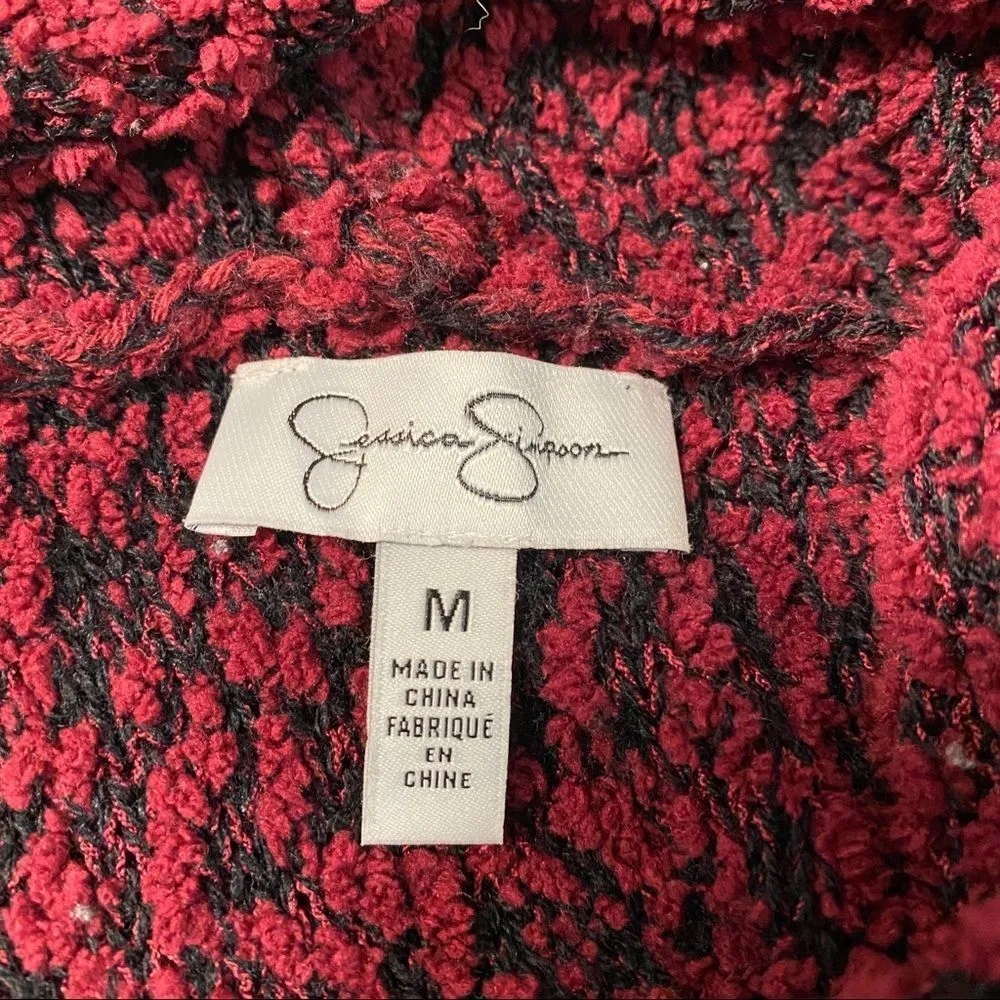 Jessica Simpson
M
MADE IN
CHINA
FABRIQUÉ
EN
CHINE